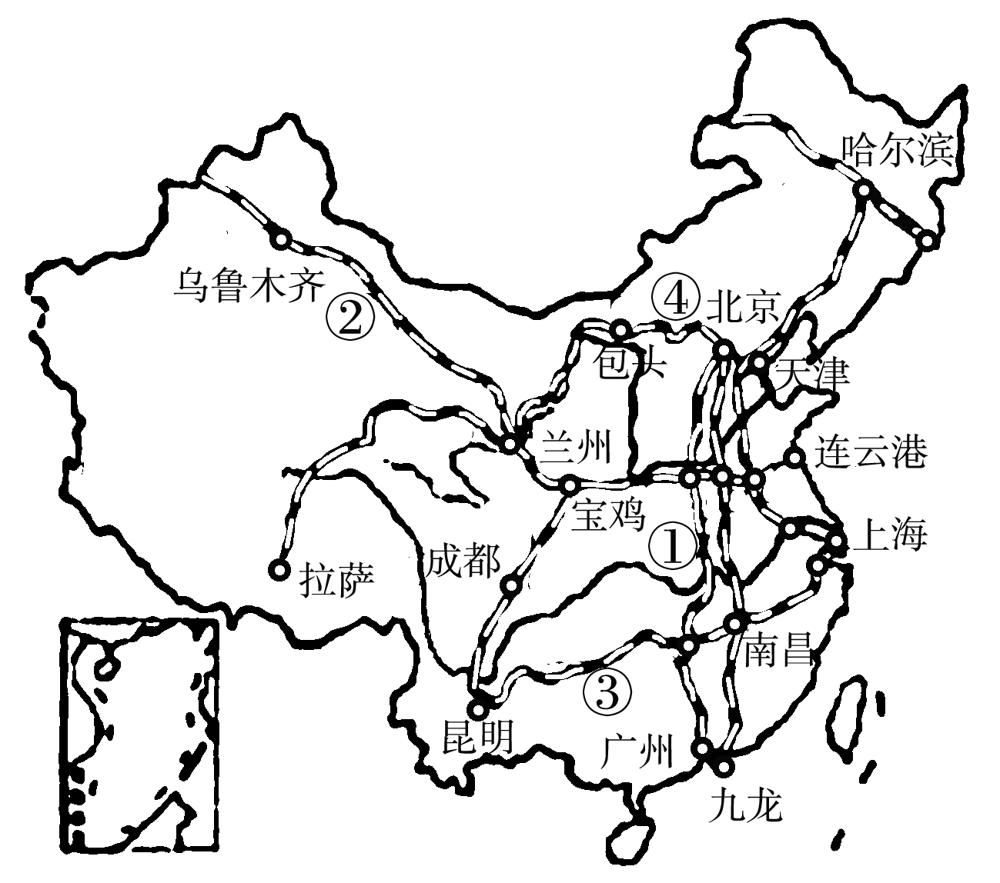 哈尔滨
乌鲁木齐
②
④
北京
包头
天津
兰州
连云港
宝鸡
①
上海
成都
拉萨
南昌
③
昆明
广州
九龙